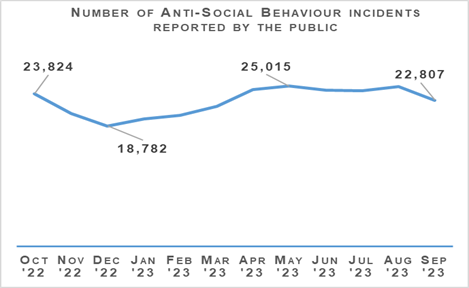 Number of Anti-Social Behaviour incidents
reported by the public
23,824
25,015
22,807
18,782
Oct Nov Dec Jan Feb Mar Apr May Jun Jul Aug Sep
'22 '22 '22 '23 '23 '23 '23 '23 '23 '23 '23 '23